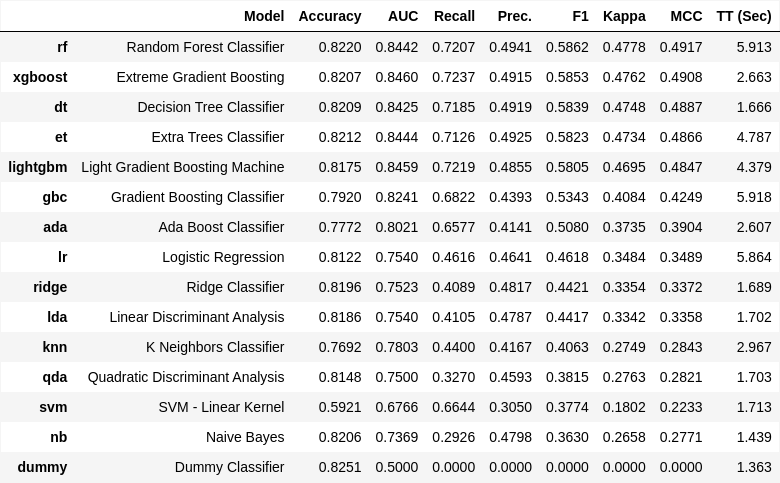 Model Accuracy AUC Recall Prec. F1 Kappa MCC TT (Sec)
rf Random Forest Classifier 0.8220 0.8442 0.7207 0.4941 0.5862 0.4778 0.4917 5.913
xgboost Extreme Gradient Boosting 0.8207 0.8460 0.7237 0.4915 0.5853 0.4762 0.4908 2.663
dt Decision Tree Classifier 0.8209 0.8425 0.7185 0.4919 0.5839 0.4748 0.4887 1.666
et Extra Trees Classifier 0.8212 0.8444 0.7126 0.4925 0.5823 0.4734 0.4866 4.787
lightgbm Light Gradient Boosting Machine 0.8175 0.8459 0.7219 0.4855 0.5805 0.4695 0.4847 4.379
gbc Gradient Boosting Classifier 0.7920 0.8241 0.6822 0.4393 0.5343 0.4084 0.4249 5.918
ada Ada Boost Classifier 0.7772 0.8021 0.6577 0.4141 0.5080 0.3735 0.3904 2.607
lr Logistic Regression 0.8122 0.7540 0.4616 0.4641 0.4618 0.3484 0.3489 5.864
ridge Ridge Classifier 0.8196 0.7523 0.4089 0.4817 0.4421 0.3354 0.3372 1.689
lda Linear Discriminant Analysis 0.8186 0.7540 0.4105 0.4787 0.4417 0.3342 0.3358 1.702
knn K Neighbors Classifier 0.7692 0.7803 0.4400 0.4167 0.4063 0.2749 0.2843 2.967
qda Quadratic Discriminant Analysis 0.8148 0.7500 0.3270 0.4593 0.3815 0.2763 0.2821 1.703
svm SVM - Linear Kernel 0.5921 0.6766 0.6644 0.3050 0.3774 0.1802 0.2233 1.713
nb Naive Bayes 0.8206 0.7369 0.2926 0.4798 0.3630 0.2658 0.2771 1.439
dummy Dummy Classifier 0.8251 0.5000 0.0000 0.0000 0.0000 0.0000 0.0000 1.363